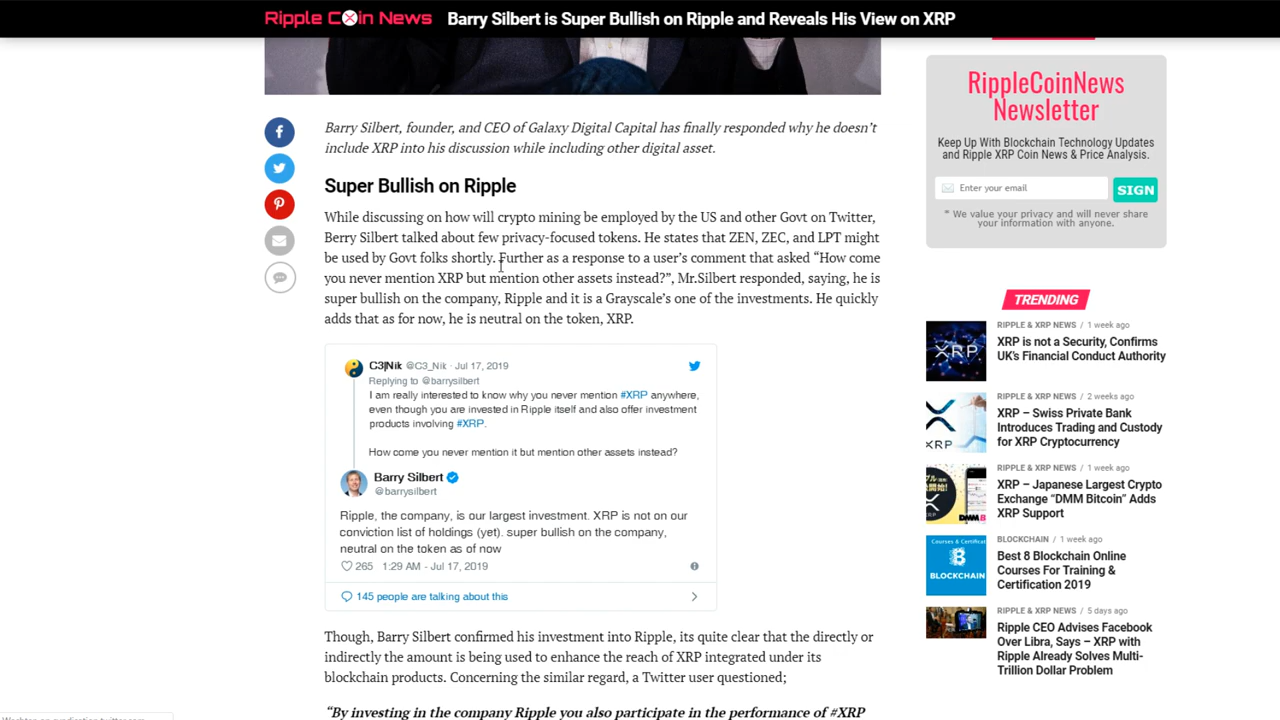 Ripple Coin News
Barry Silbert is Super Bullish on Ripple and Reveals His View on XRP
Barry Silbert, founder, and CEO of Galaxy Digital Capital has finally responded why he doesn't
include XRP into his discussion while including other digital asset.
Super Bullish on Ripple
While discussing on how will crypto mining be employed by the US and other Govt on Twitter,
Berry Silbert talked about few privacy-focused tokens. He states that ZEN, ZEC, and LPT might
be used by Govt folks shortly. Further as a response to a user's comment that asked “How come
you never mention XRP but mention other assets instead?”, Mr.Silbert responded, saying, he is
super bullish on the company, Ripple and it is a Grayscale's one of the investments. He quickly
adds that as for now, he is neutral on the token, XRP.
C3|Nik @C3_Nik · Jul 17, 2019
Replying to @barrysilbert
I am really interested to know why you never mention #XRP anywhere,
even though you are invested in Ripple itself and also offer investment
products involving #XRP.
How come you never mention it but mention other assets instead?
Barry Silbert
@barrysilbert
Ripple, the company, is our largest investment. XRP is not on our
conviction list of holdings (yet). super bullish on the company,
neutral on the token as of now
265 1:29 AM - Jul 17, 2019
145 people are talking about this
Though, Barry Silbert confirmed his investment into Ripple, its quite clear that the directly or
indirectly the amount is being used to enhance the reach of XRP integrated under its
blockchain products. Concerning the similar regard, a Twitter user questioned;
“By investing in the company Ripple you also participate in the performance of #XRP
RippleCoinNews
Newsletter
Keep Up With Blockchain Technology Updates
and Ripple XRP Coin News & Price Analysis.
Enter your email
SIGN
* We value your privacy and will never share
your information with anyone.
TRENDING
RIPPLE & XRP NEWS / 1 week ago
XRP is not a Security, Confirms
UK's Financial Conduct Authority
XRP
RIPPLE & XRP NEWS / 2 weeks ago
XRP – Swiss Private Bank
Introduces Trading and Custody
for XRP Cryptocurrency
XRP
RIPPLE & XRP NEWS / 1 week ago
XRP – Japanese Largest Crypto
Exchange “DMM Bitcoin” Adds
XRP Support
BLOCKCHAIN / 1 week ago
Best 8 Blockchain Online
Courses For Training &
Certification 2019
Courses & Certificat
BLOCKCHAIN
RIPPLE & XRP NEWS / 5 days ago
Ripple CEO Advises Facebook
Over Libra, Says – XRP with
Ripple Already Solves Multi-
Trillion Dollar Problem